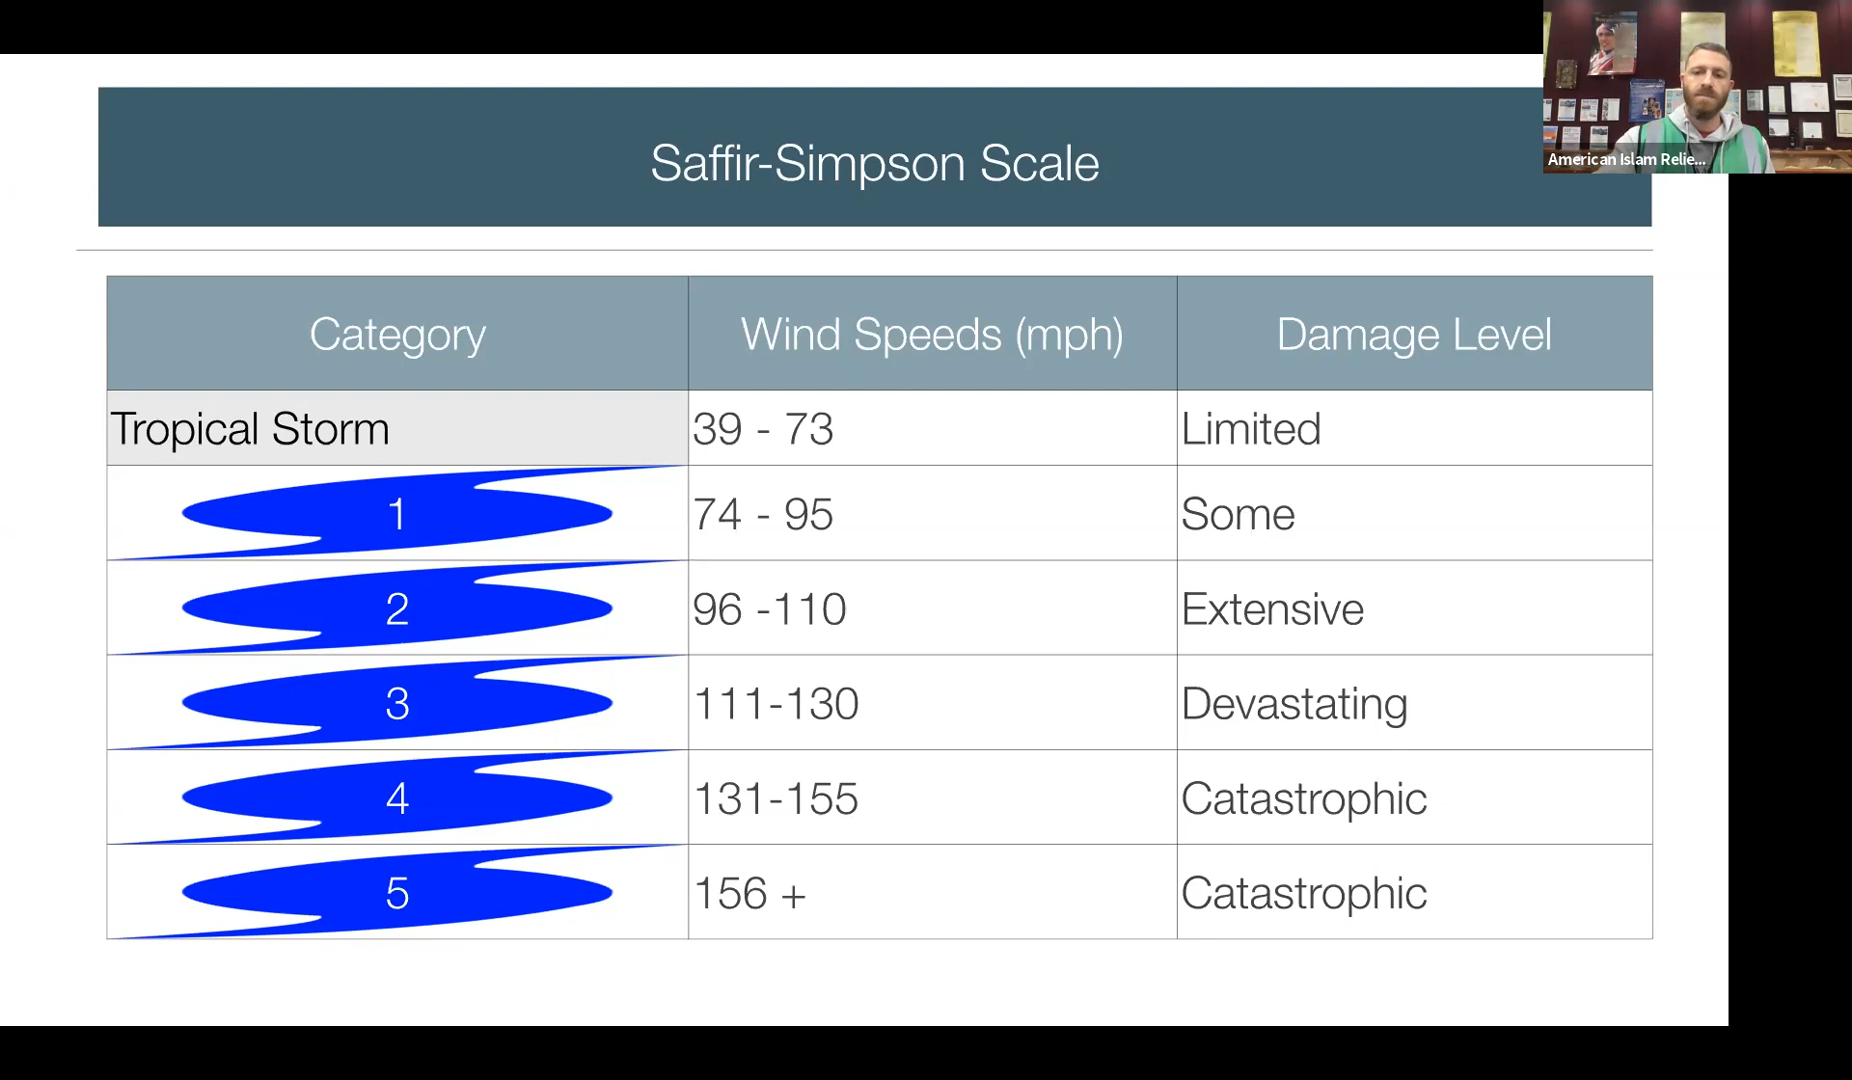 Saffir-Simpson Scale
American Islam Relie...
Category Wind Speeds (mph) Damage Level
Tropical Storm 39 - 73 Limited
1 74 - 95 Some
2 96 -110 Extensive
3 111-130 Devastating
4 131-155 Catastrophic
5 156 + Catastrophic